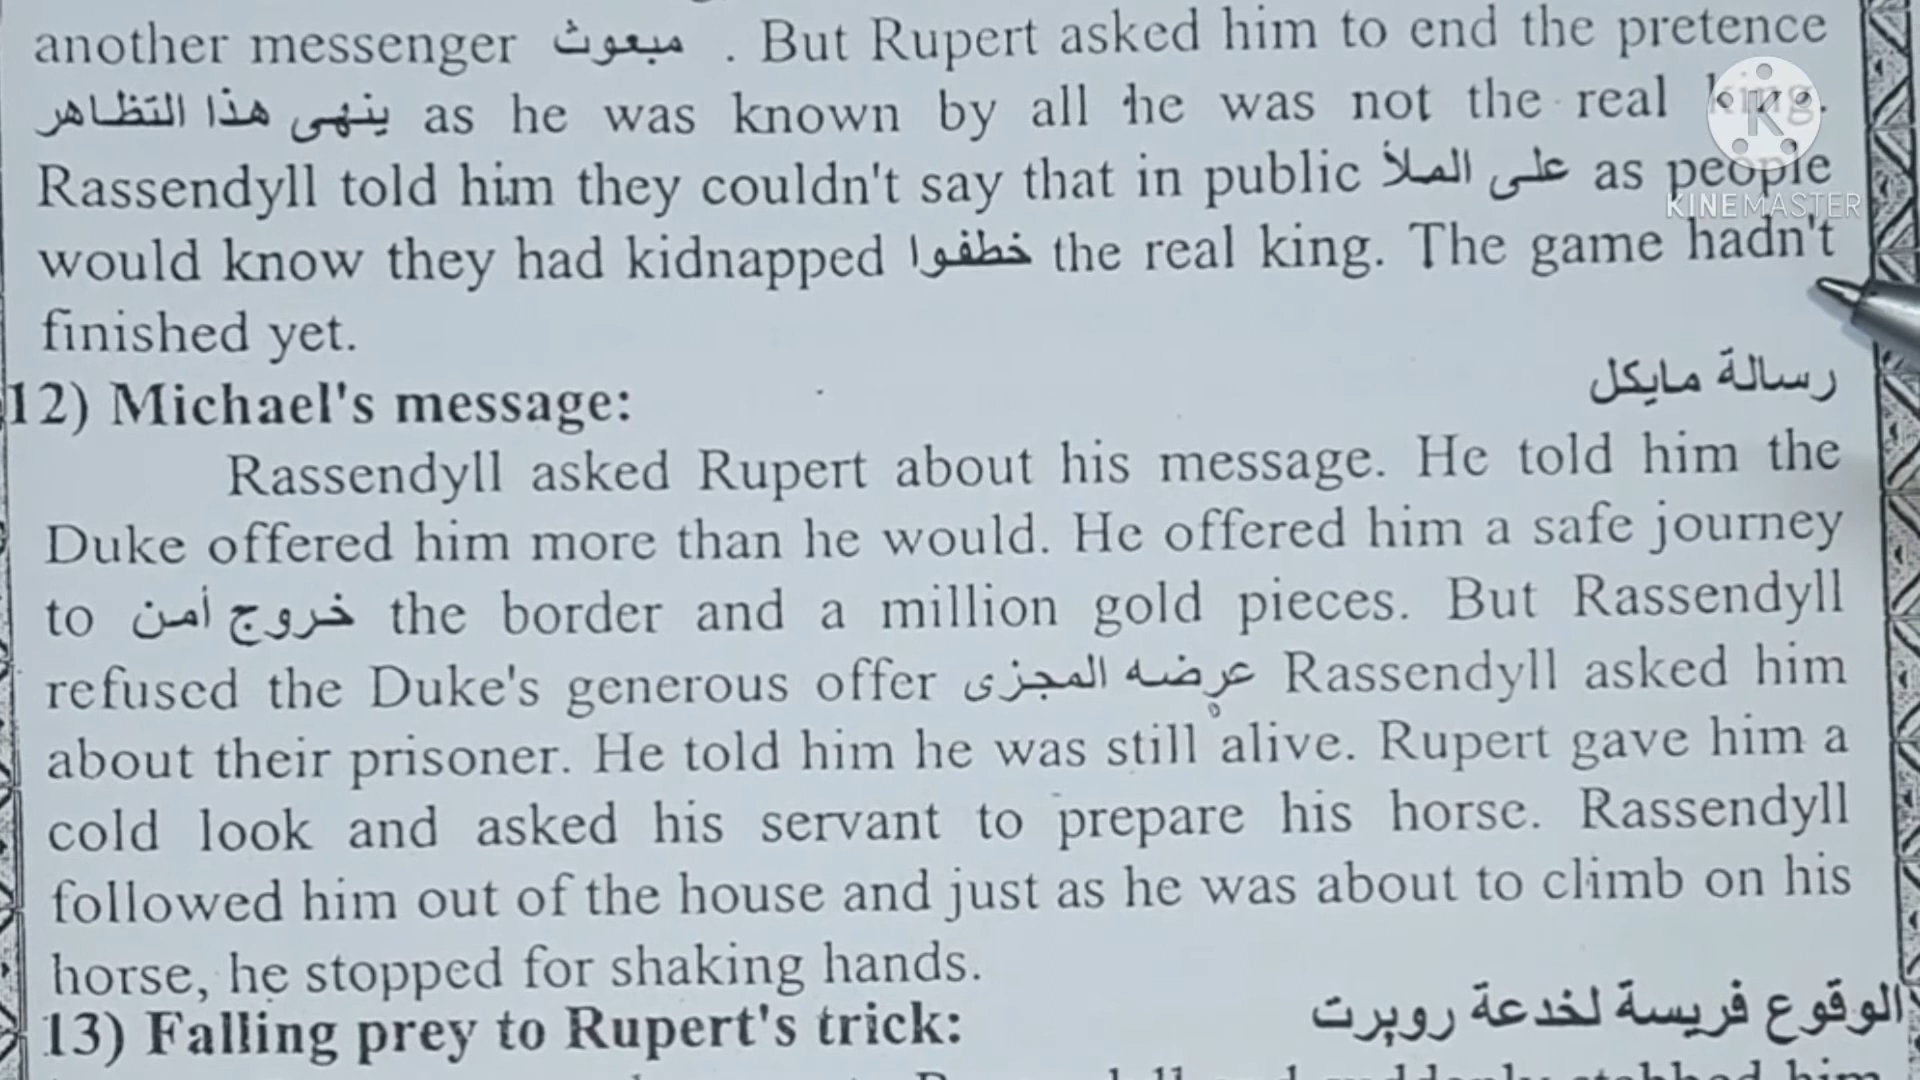 another messenger مبعوث . But Rupert asked him to end the pretence
ينهى هذا التظاهر as he was known by all he was not the real king.
Rassendyll told him they couldn't say that in public على الملأ as people
KINEMASTER
would know they had kidnapped خطفوا the real king. The game hadn't
finished yet.
12) Michael's message: رسالة مايكل
Rassendyll asked Rupert about his message. He told him the
Duke offered him more than he would. He offered him a safe journey
to خروج أمن the border and a million gold pieces. But Rassendyll
refused the Duke's generous offer عرضه المجزى Rassendyll asked him
about their prisoner. He told him he was still alive. Rupert gave him a
cold look and asked his servant to prepare his horse. Rassendyll
followed him out of the house and just as he was about to climb on his
horse, he stopped for shaking hands.
13) Falling prey to Rupert's trick: الوقوع فريسة لخدعة روبرت